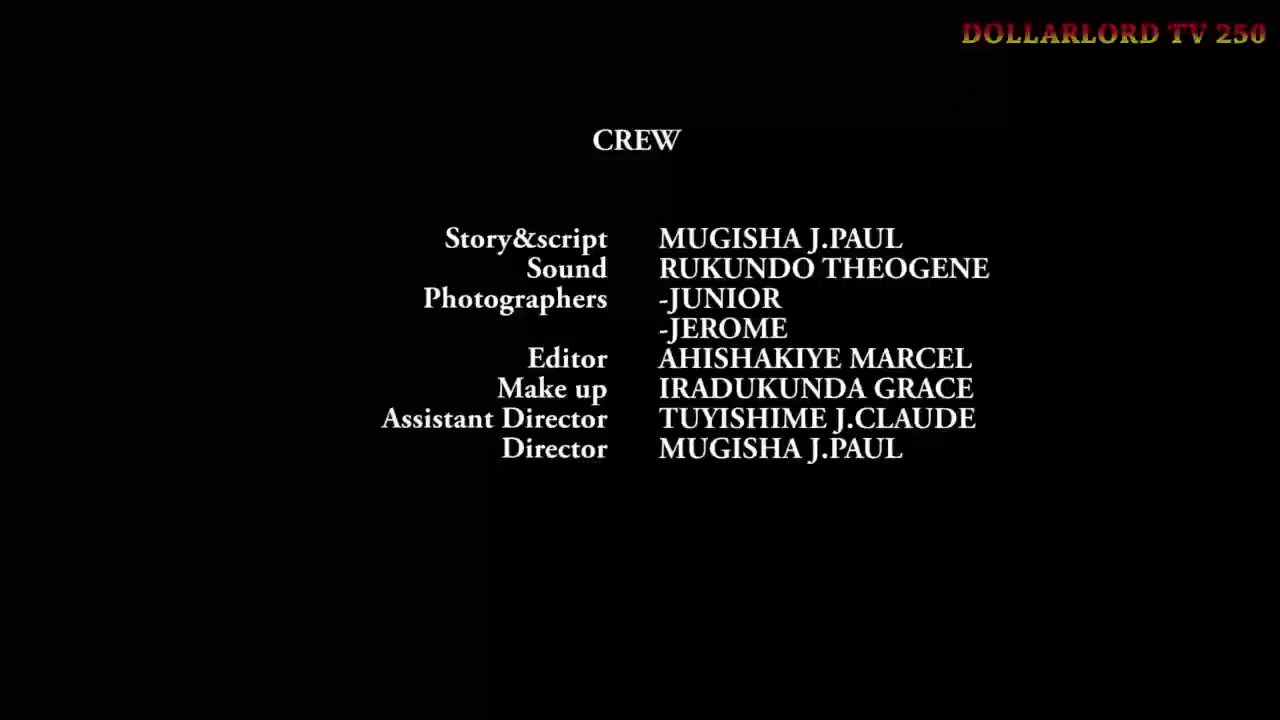 DOLLARLORD TV 250
CREW
Story&script MUGISHA J.PAUL
Sound RUKUNDO THEOGENE
Photographers -JUNIOR
-JEROME
Editor AHISHAKIYE MARCEL
Make up IRADUKUNDA GRACE
Assistant Director TUYISHIME J.CLAUDE
Director MUGISHA J.PAUL